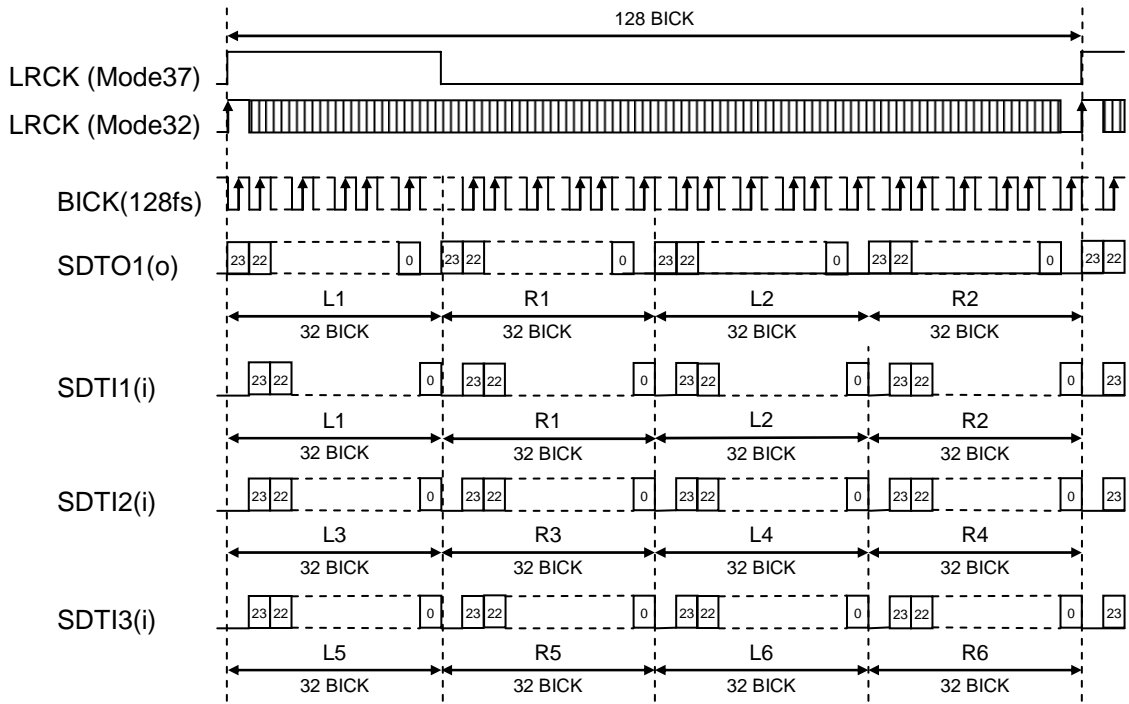 128 BICK
LRCK (Mode37)
LRCK (Mode32)
BICK(128fs)
SDTO1(o)
23 22 0 23 22 0 23 22 0 23 22 0 23 22
L1 R1 L2 R2
32 BICK 32 BICK 32 BICK 32 BICK
SDTI1(i)
23 22 0 23 22 0 23 22 0 23 22 0 23
L1 R1 L2 R2
32 BICK 32 BICK 32 BICK 32 BICK
SDTI2(i)
23 22 0 23 22 0 23 22 0 23 22 0 23
L3 R3 L4 R4
32 BICK 32 BICK 32 BICK 32 BICK
SDTI3(i)
23 22 0 23 22 0 23 22 0 23 22 0 23
L5 R5 L6 R6
32 BICK 32 BICK 32 BICK 32 BICK